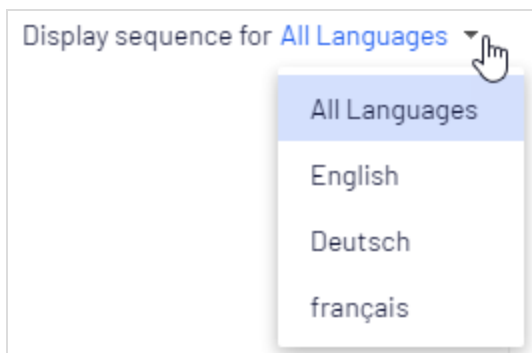 Display sequence for All Languages
All Languages
English
Deutsch
français